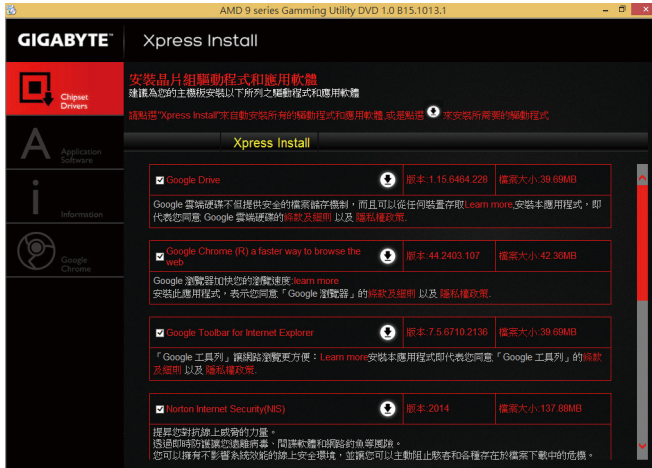 AMD 9 series Gamming Utility DVD 1.0 B15.1013.1
GIGABYTE™
Xpress Install
Chipset
Drivers
Application
Software
Information
Google
Chrome
安裝晶片組驅動程式和應用軟體
建議為您的主機板安裝以下所列之驅動程式和應用軟體
請點選"Xpress Install"來自動安裝所有的驅動程式和應用軟體,或是點選 來安裝所需要的驅動程式
Xpress Install
Google Drive 版本:1.15.6464.228 檔案大小:39.69MB
Google 雲端硬碟不但提供安全的檔案儲存機制，而且可以從任何裝置存取Learn more,安裝本應用程式，即
代表您同意 Google 雲端硬碟的條款及細則 以及 隱私權政策.
Google Chrome (R) a faster way to browse the
web 版本:44.2403.107 檔案大小:42.36MB
Google 瀏覽器加快您的瀏覽速度:learn more
安裝此應用程式，表示您同意「Google 瀏覽器」的條款及細則 以及 隱私權政策.
Google Toolbar for Internet Explorer 版本:7.5.6710.2136 檔案大小:39.69MB
「Google 工具列」讓網路瀏覽更方便：Learn more安裝本應用程式即代表您同意「Google 工具列」的條款
及細則 以及 隱私權政策.
Norton Internet Security(NIS) 版本:2014 檔案大小:137.88MB
提昇您對抗線上威脅的力量。
透過即時防護讓您遠離病毒、間諜軟體和網路釣魚等風險。
您可以擁有不影響系統效能的線上安全環境，並讓您可以主動阻止駭客和各種存在於檔案下載中的危機。